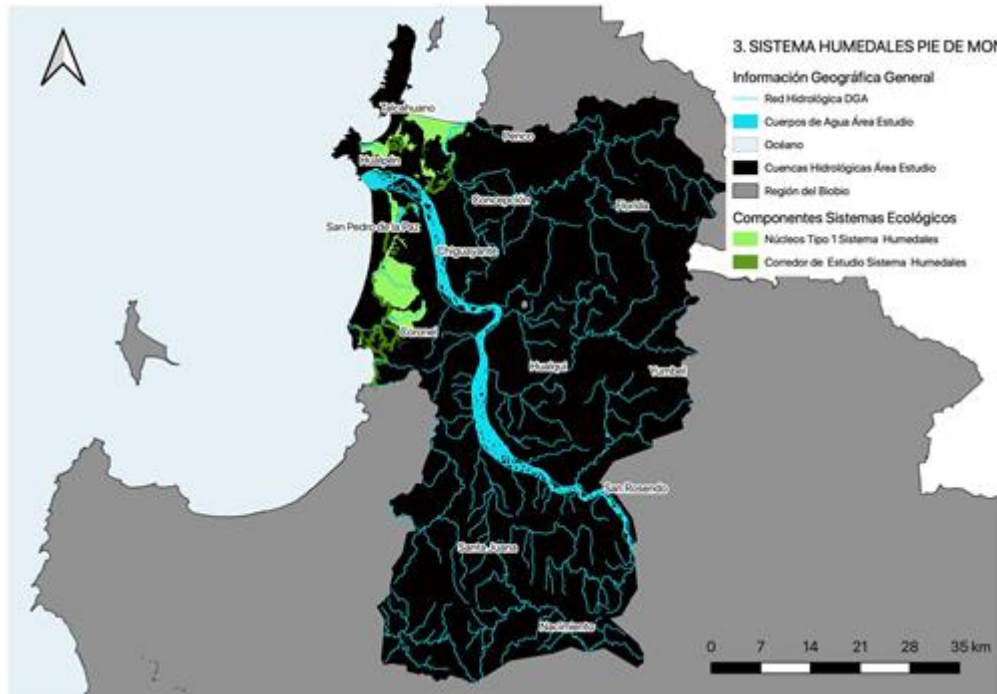 3. SISTEMA HUMEDALES PIE DE MON
Información Geográfica General
Red Hidrológica DGA
Cuerpos de Agua Área Estudio
Océano
Cuencas Hidrológicas Área Estudio
Región del Biobio
Componentes Sistemas Ecológicos
Núcleos Tipo 1 Sistema Humedales
Corredor de Estudio Sistema Humedales
Talcahuano
Penco
Hualpén
Concepción
Florida
San Pedro de la Paz
Chiguayante
Coronel
Hualqui
Yumbel
San Rosendo
Santa Juana
Nacimiento
0 7 14 21 28 35 km